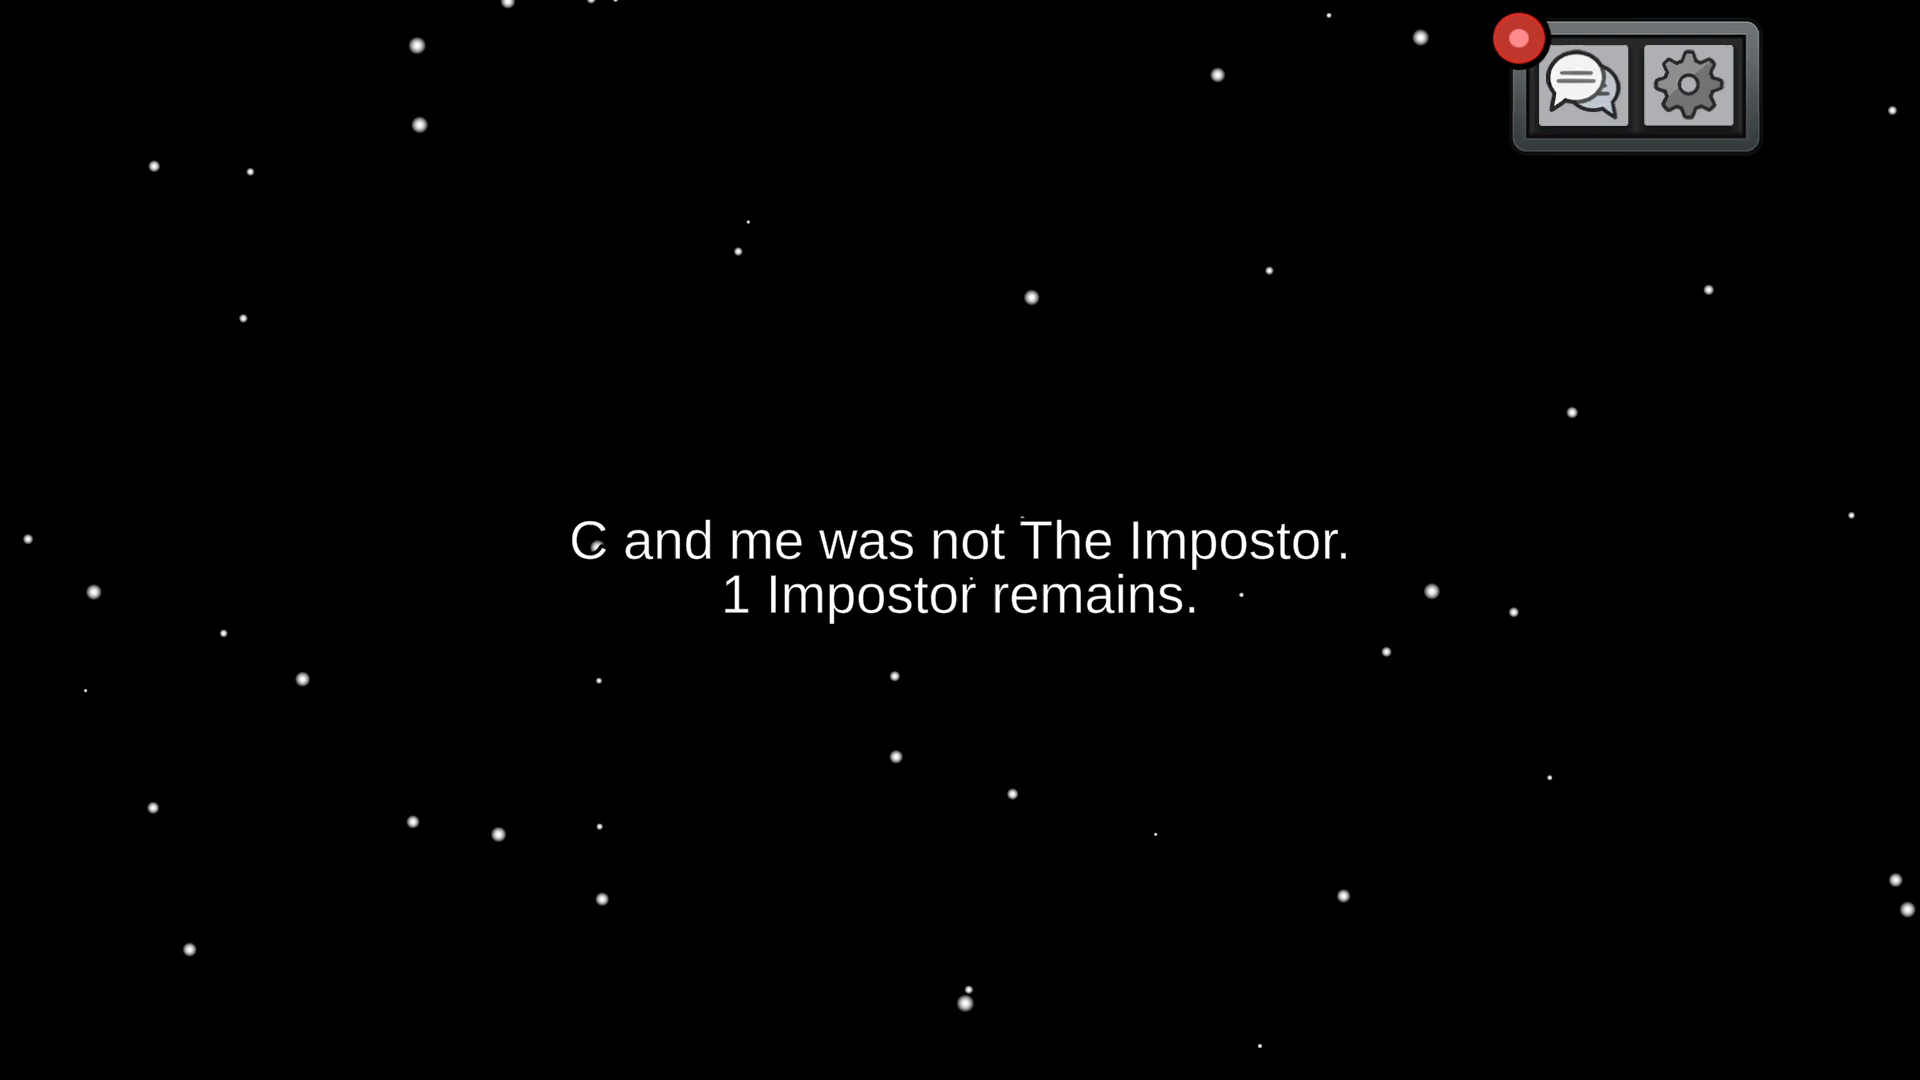 C and me was not The Impostor.
1 Impostor remains.